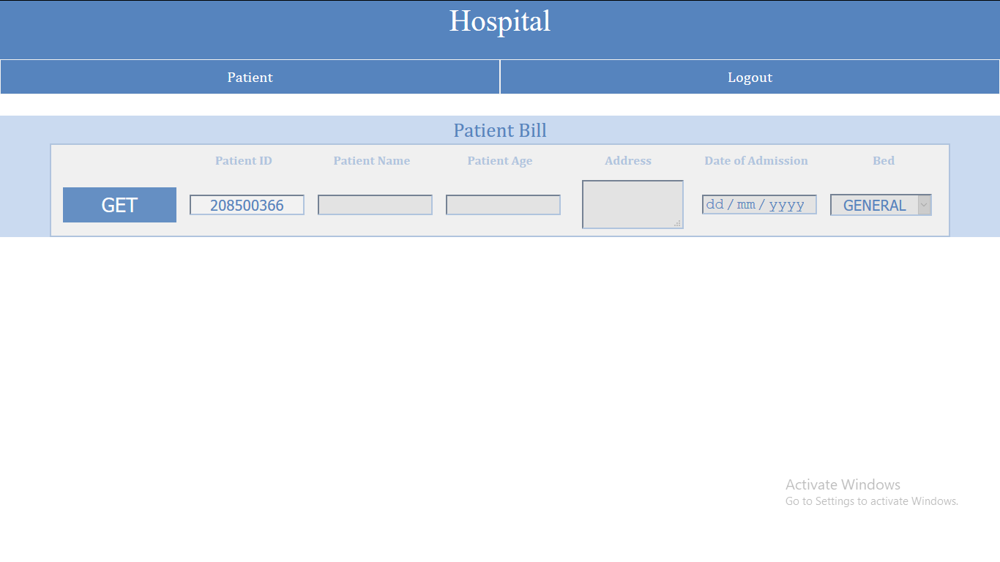 Hospital
Patient Logout
Patient Bill
Patient ID Patient Name Patient Age Address Date of Admission Bed
GET 208500366 dd / mm / yyyy GENERAL
Activate Windows
Go to Settings to activate Windows.